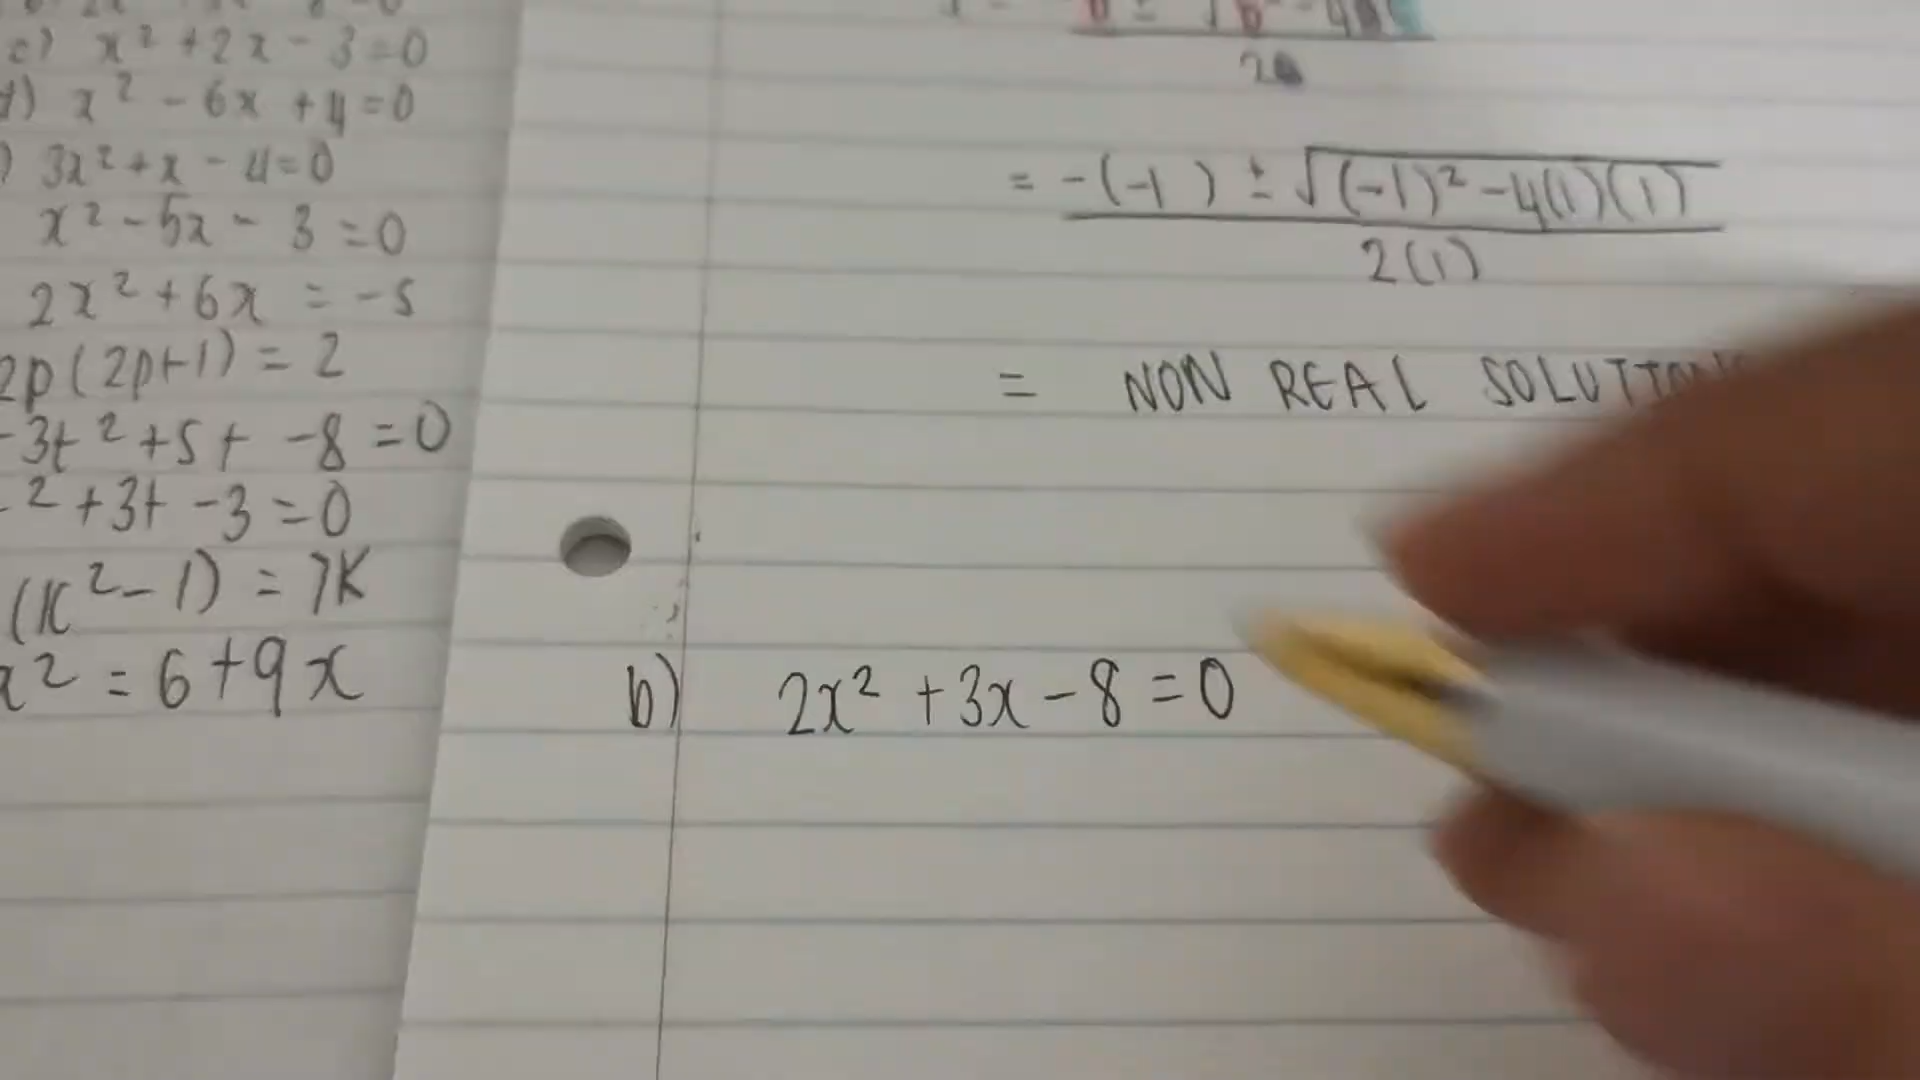 c) x² + 2x - 3 = 0
x² - 6x + 4 = 0
3x² + x - 4 = 0
x² - 5x - 3 = 0
2x² + 6x = -5
2p(2p+1) = 2
-3t² + 5t - 8 = 0
² + 3t - 3 = 0
(k² - 1) = 7k
x² = 6 + 9x
2a
= -(-1) ± √(-1)² - 4(1)(1)
2(1)
= NON REAL SOLUTIONS
b) 2x² + 3x - 8 = 0